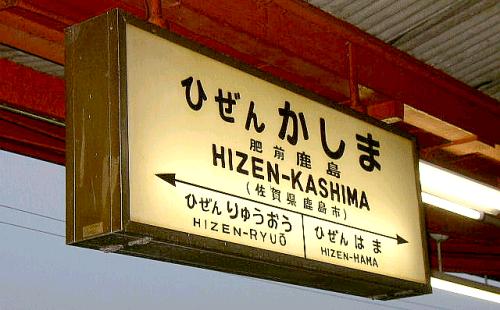 ひぜんかしま
肥前鹿島
HIZEN-KASHIMA
(佐賀県鹿島市)
ひぜんりゅうおう
HIZEN-RYUŌ
ひぜんはま
HIZEN-HAMA